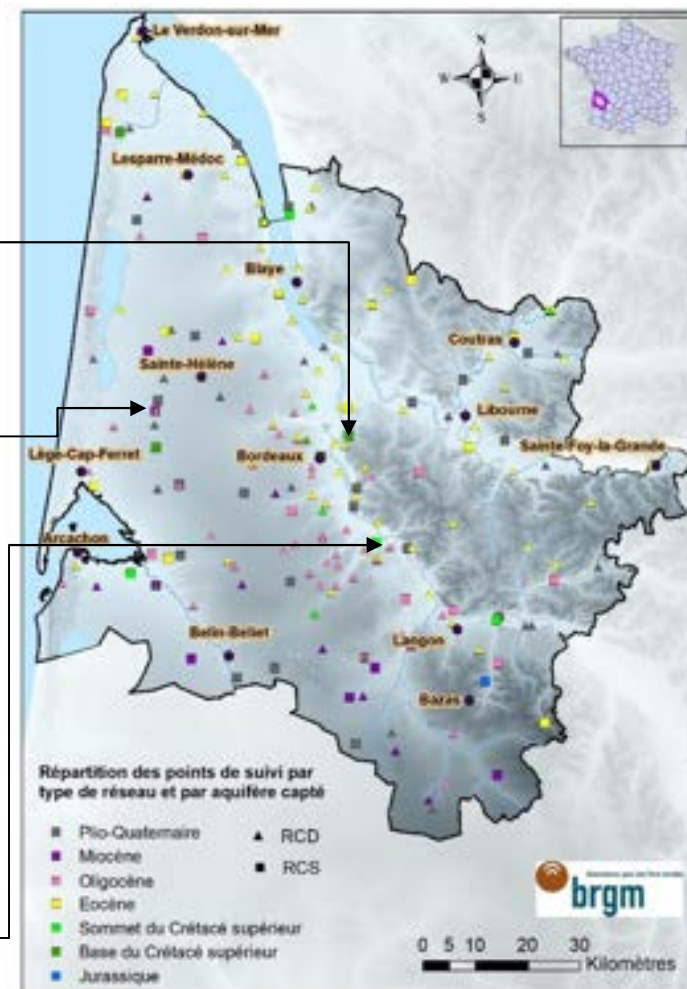 Le Verdon-sur-Mer
N
W E
S
Lesparre-Médoc
Blaye
Coutras
Sainte-Hélène
Libourne
Sainte-Foy-la-Grande
Lège-Cap-Ferret
Bordeaux
Arcachon
Belin-Beliet
Langon
Bazas
Répartition des points de suivi par
type de réseau et par aquifère capté
Plio-Quaternaire
RCD
Miocène
RCS
Oligocène
Eocène
Sommet du Crétacé supérieur
Base du Crétacé supérieur
Jurassique
brgm
0 5 10 20 30
Kilomètres